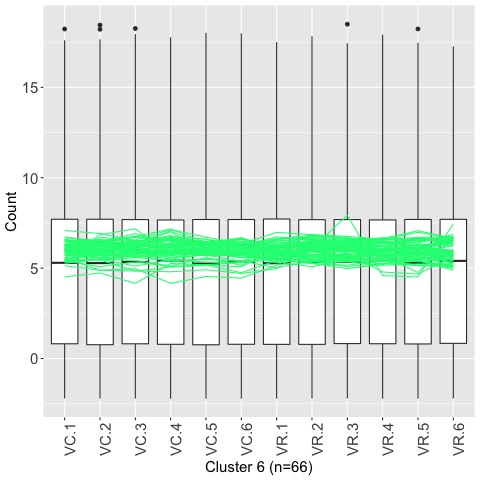 15
10
5
0
Count
VC.1
VC.2
VC.3
VC.4
VC.5
VC.6
VR.1
VR.2
VR.3
VR.4
VR.5
VR.6
Cluster 6 (n=66)